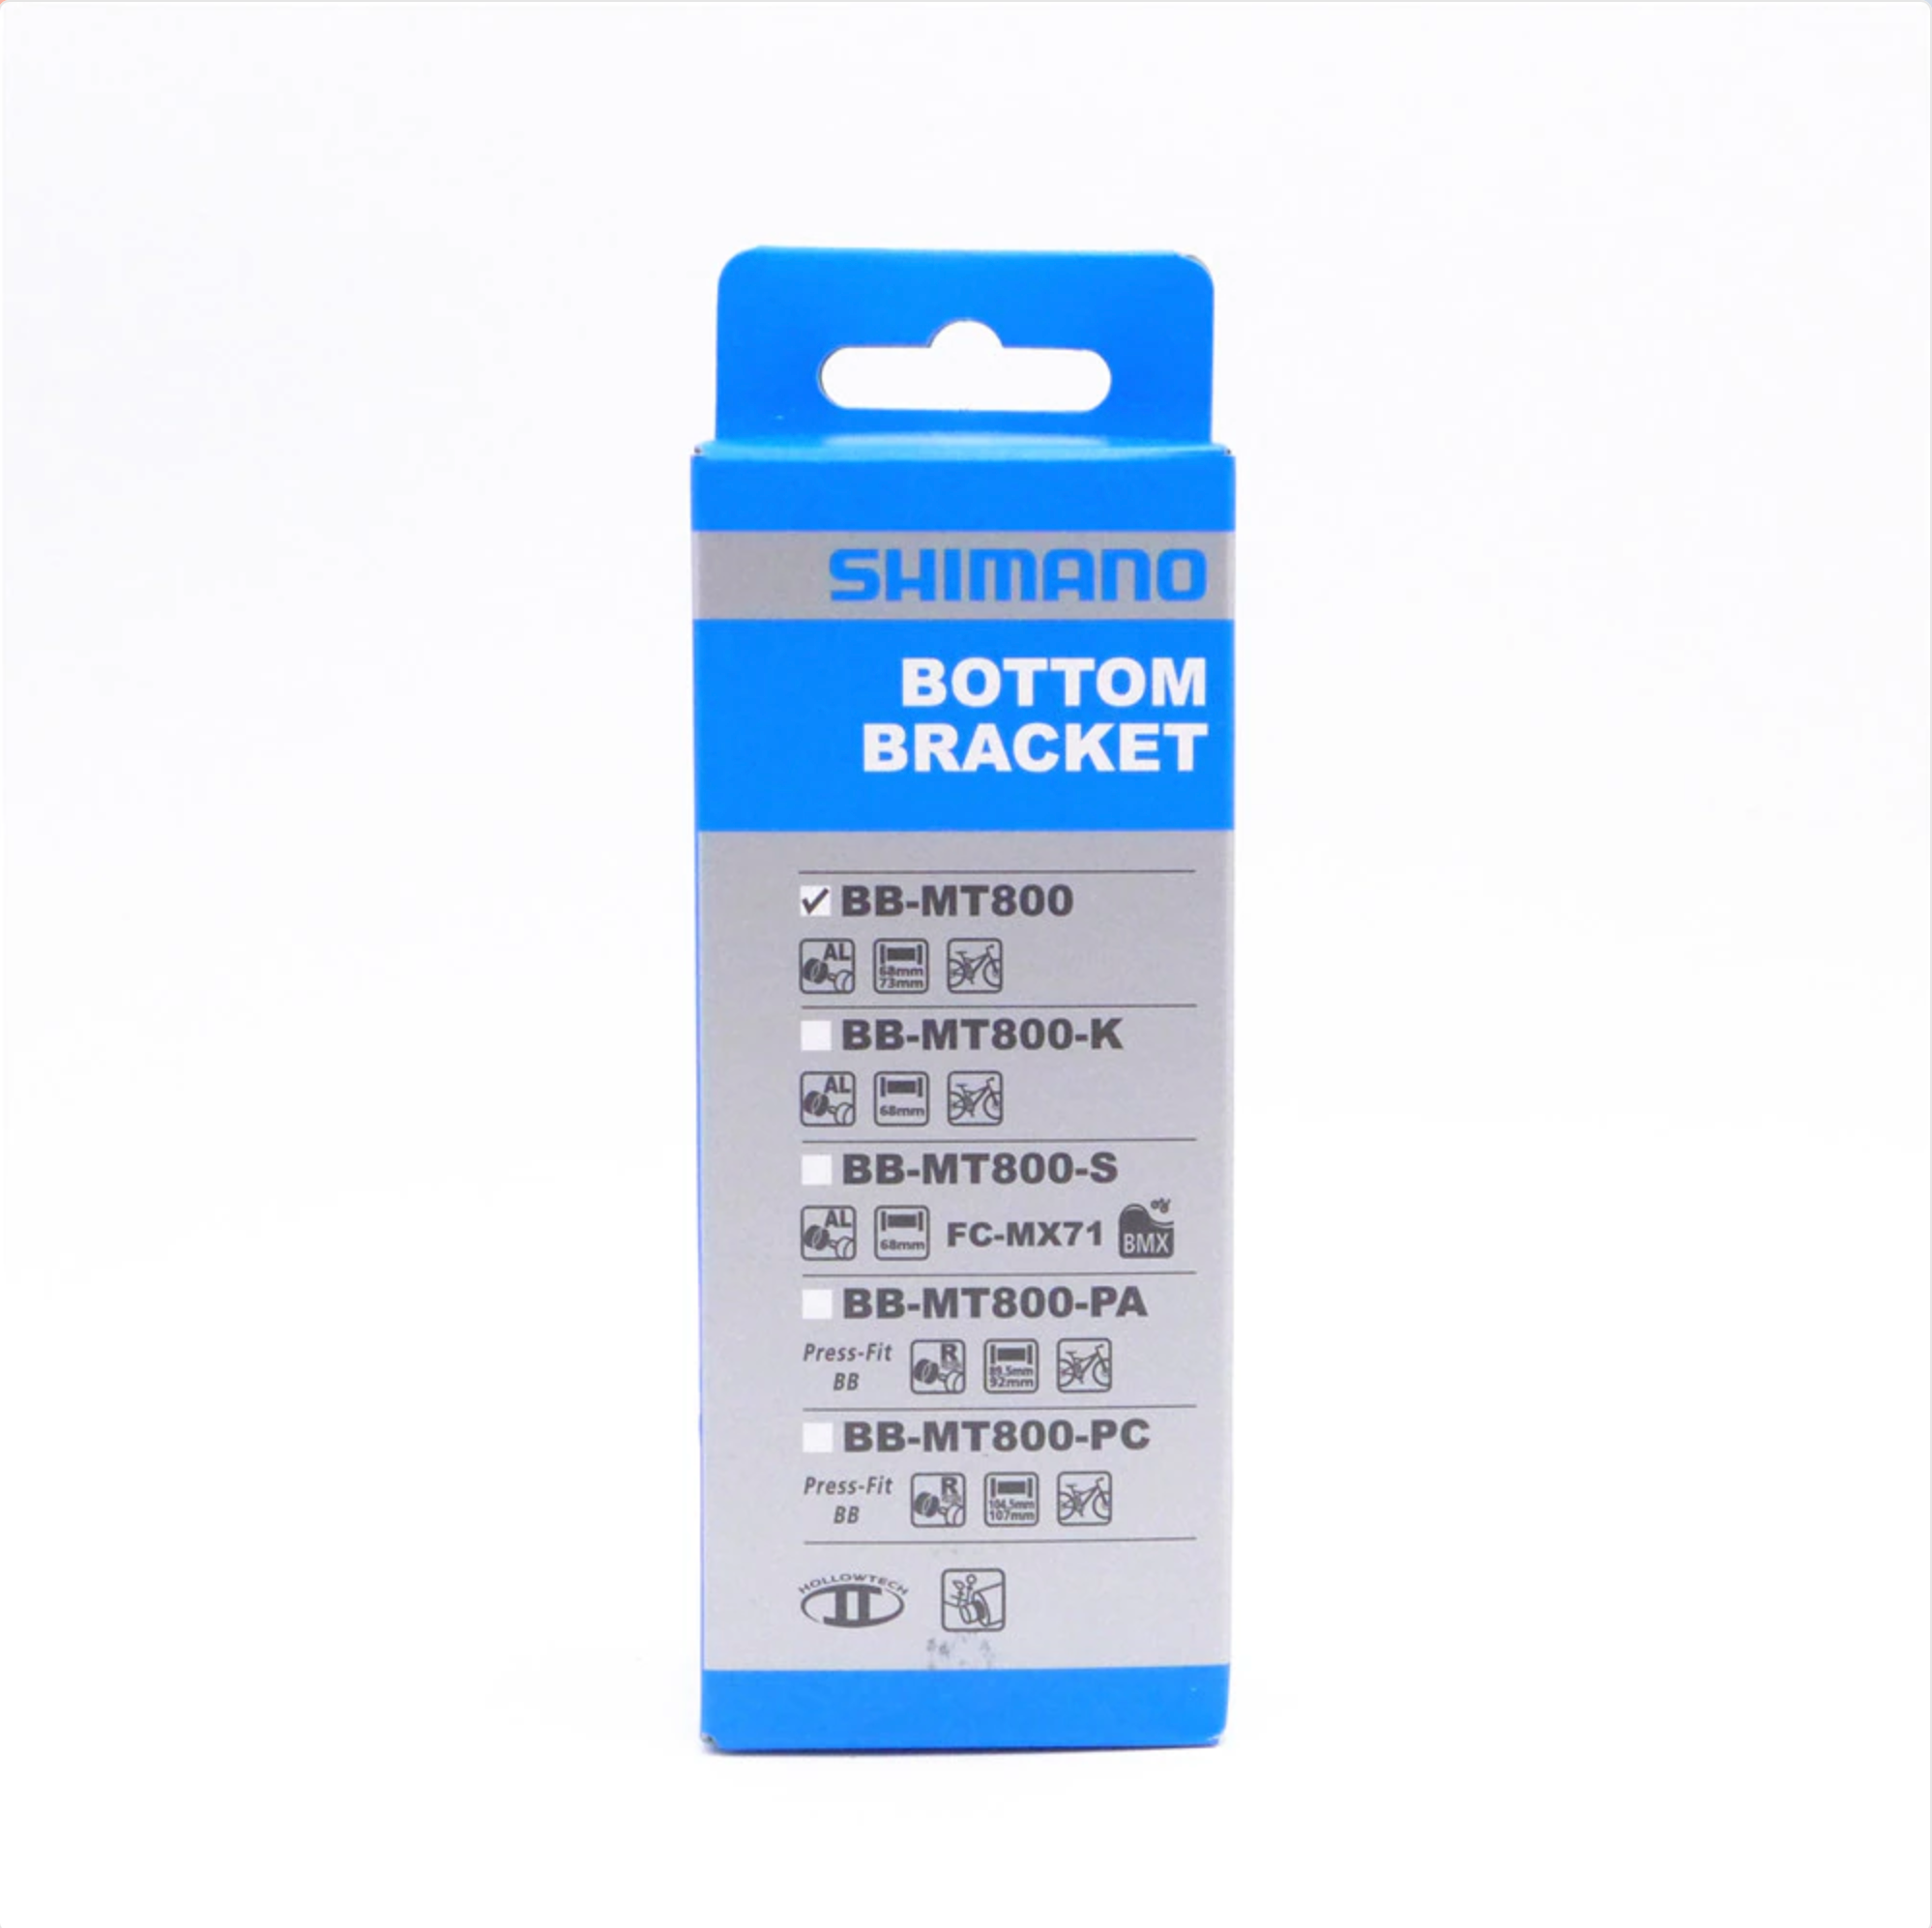 SHIMANO
BOTTOM
BRACKET
BB-MT800
AL
68mm
73mm
BB-MT800-K
AL
68mm
BB-MT800-S
AL
68mm
FC-MX71
BMX
BB-MT800-PA
Press-Fit
BB
R
89.5mm
92mm
BB-MT800-PC
Press-Fit
BB
R
104.5mm
107mm
HOLLOWTECH
II